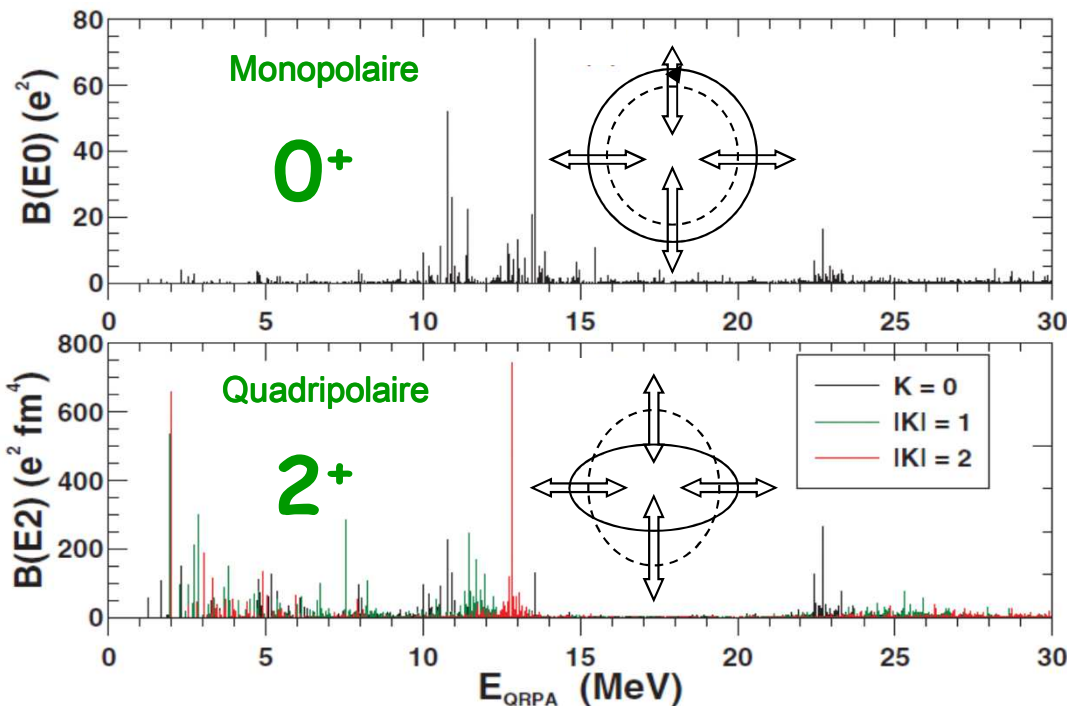 80
60
40
20
0
B(E0) (e²)
Monopolaire
0⁺
0 5 10 15 20 25 30
800
600
400
200
0
B(E2) (e² fm⁴)
Quadripolaire
2⁺
K = 0
|K| = 1
|K| = 2
0 5 10 15 20 25 30
E_QRPA (MeV)